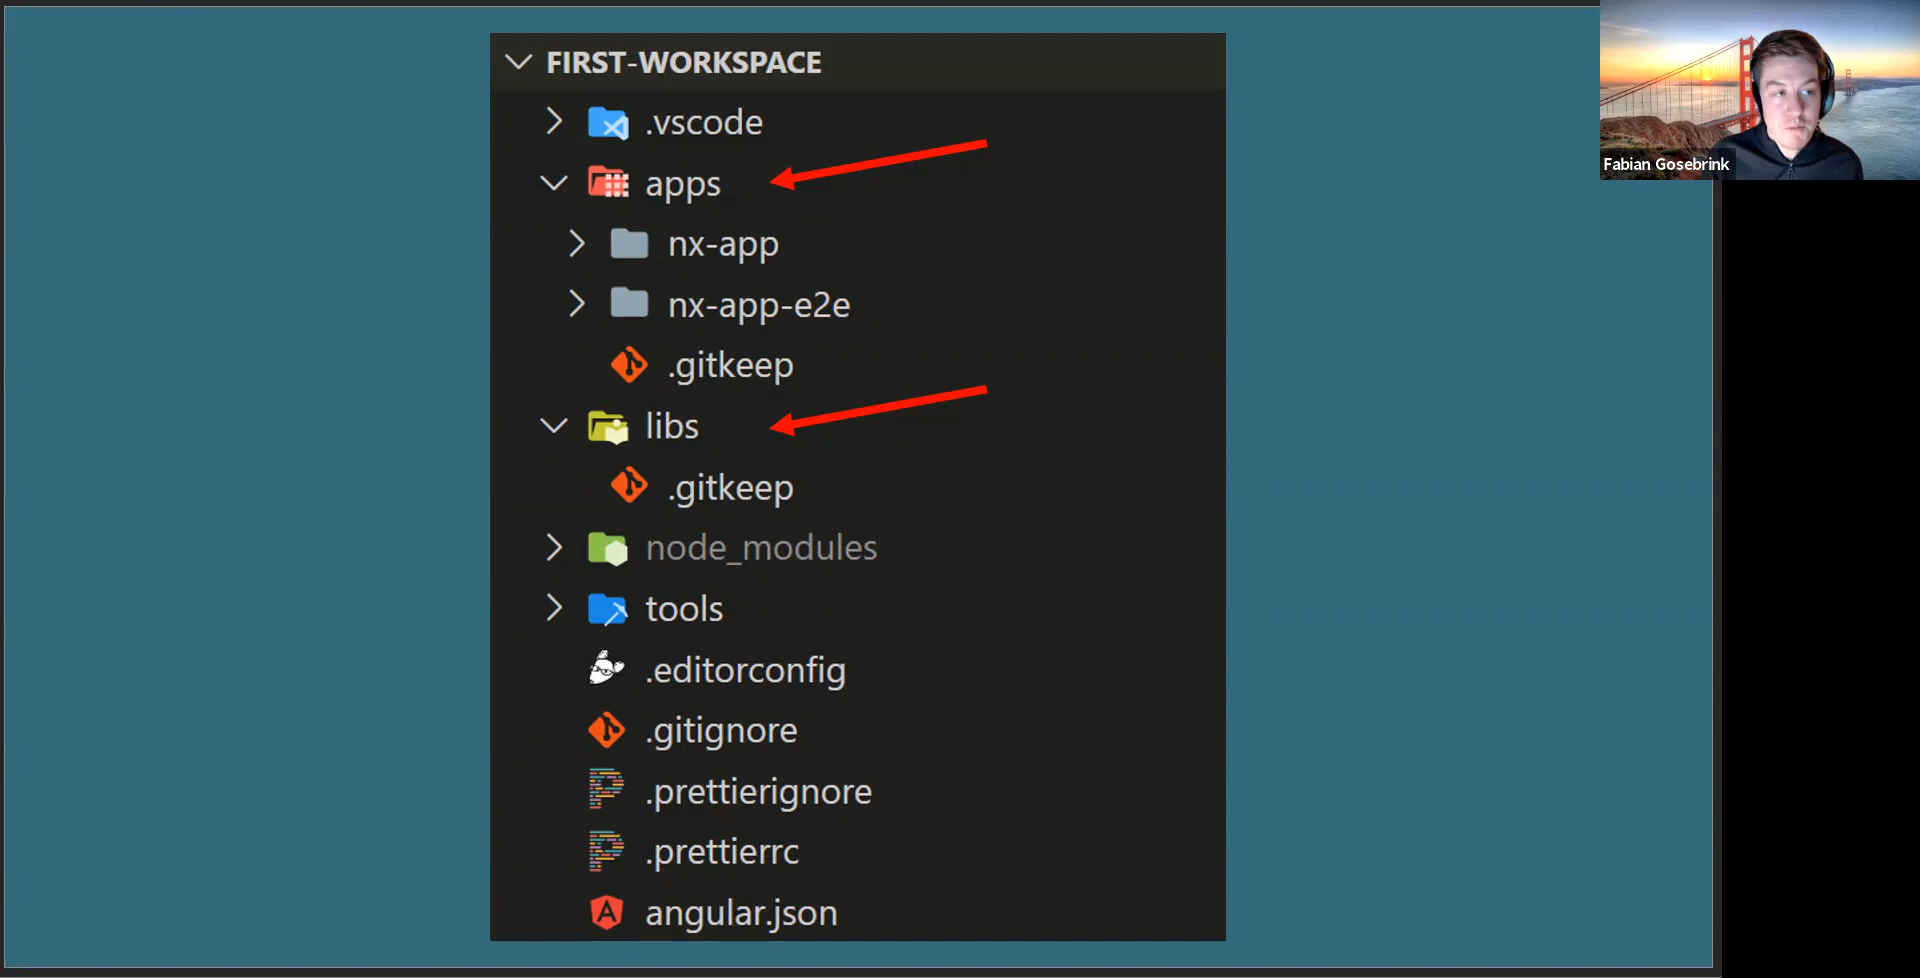 FIRST-WORKSPACE
.vscode
apps
nx-app
nx-app-e2e
.gitkeep
libs
.gitkeep
node_modules
tools
.editorconfig
.gitignore
.prettierignore
.prettierrc
angular.json
Fabian Gosebrink